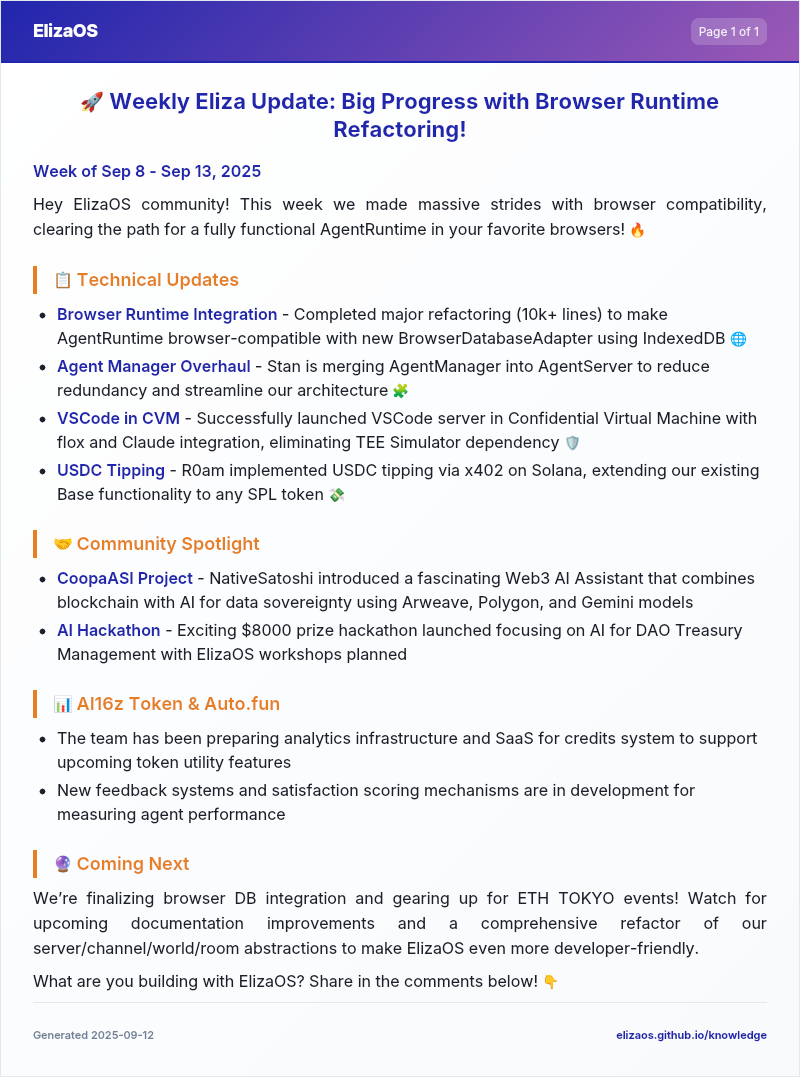 ElizaOS
Page 1 of 1
🚀 Weekly Eliza Update: Big Progress with Browser Runtime
Refactoring!
Week of Sep 8 - Sep 13, 2025
Hey ElizaOS community! This week we made massive strides with browser compatibility,
clearing the path for a fully functional AgentRuntime in your favorite browsers! 🔥
📋 Technical Updates
• Browser Runtime Integration - Completed major refactoring (10k+ lines) to make
AgentRuntime browser-compatible with new BrowserDatabaseAdapter using IndexedDB 🌐
• Agent Manager Overhaul - Stan is merging AgentManager into AgentServer to reduce
redundancy and streamline our architecture 🧩
• VSCode in CVM - Successfully launched VSCode server in Confidential Virtual Machine with
flox and Claude integration, eliminating TEE Simulator dependency 🛡️
• USDC Tipping - R0am implemented USDC tipping via x402 on Solana, extending our existing
Base functionality to any SPL token 💸
🤝 Community Spotlight
• CoopaASI Project - NativeSatoshi introduced a fascinating Web3 AI Assistant that combines
blockchain with AI for data sovereignty using Arweave, Polygon, and Gemini models
• AI Hackathon - Exciting $8000 prize hackathon launched focusing on AI for DAO Treasury
Management with ElizaOS workshops planned
📊 AI16z Token & Auto.fun
• The team has been preparing analytics infrastructure and SaaS for credits system to support
upcoming token utility features
• New feedback systems and satisfaction scoring mechanisms are in development for
measuring agent performance
🔮 Coming Next
We’re finalizing browser DB integration and gearing up for ETH TOKYO events! Watch for
upcoming documentation improvements and a comprehensive refactor of our
server/channel/world/room abstractions to make ElizaOS even more developer-friendly.
What are you building with ElizaOS? Share in the comments below! 👇
Generated 2025-09-12
elizaos.github.io/knowledge